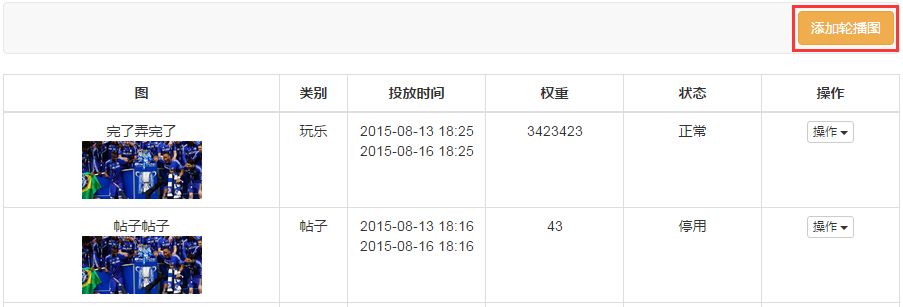 添加轮播图
图 类别 投放时间 权重 状态 操作
完了弄完了 玩乐 2015-08-13 18:25 3423423 正常 操作
2015-08-16 18:25
帖子帖子 帖子 2015-08-13 18:16 43 停用 操作
2015-08-16 18:16